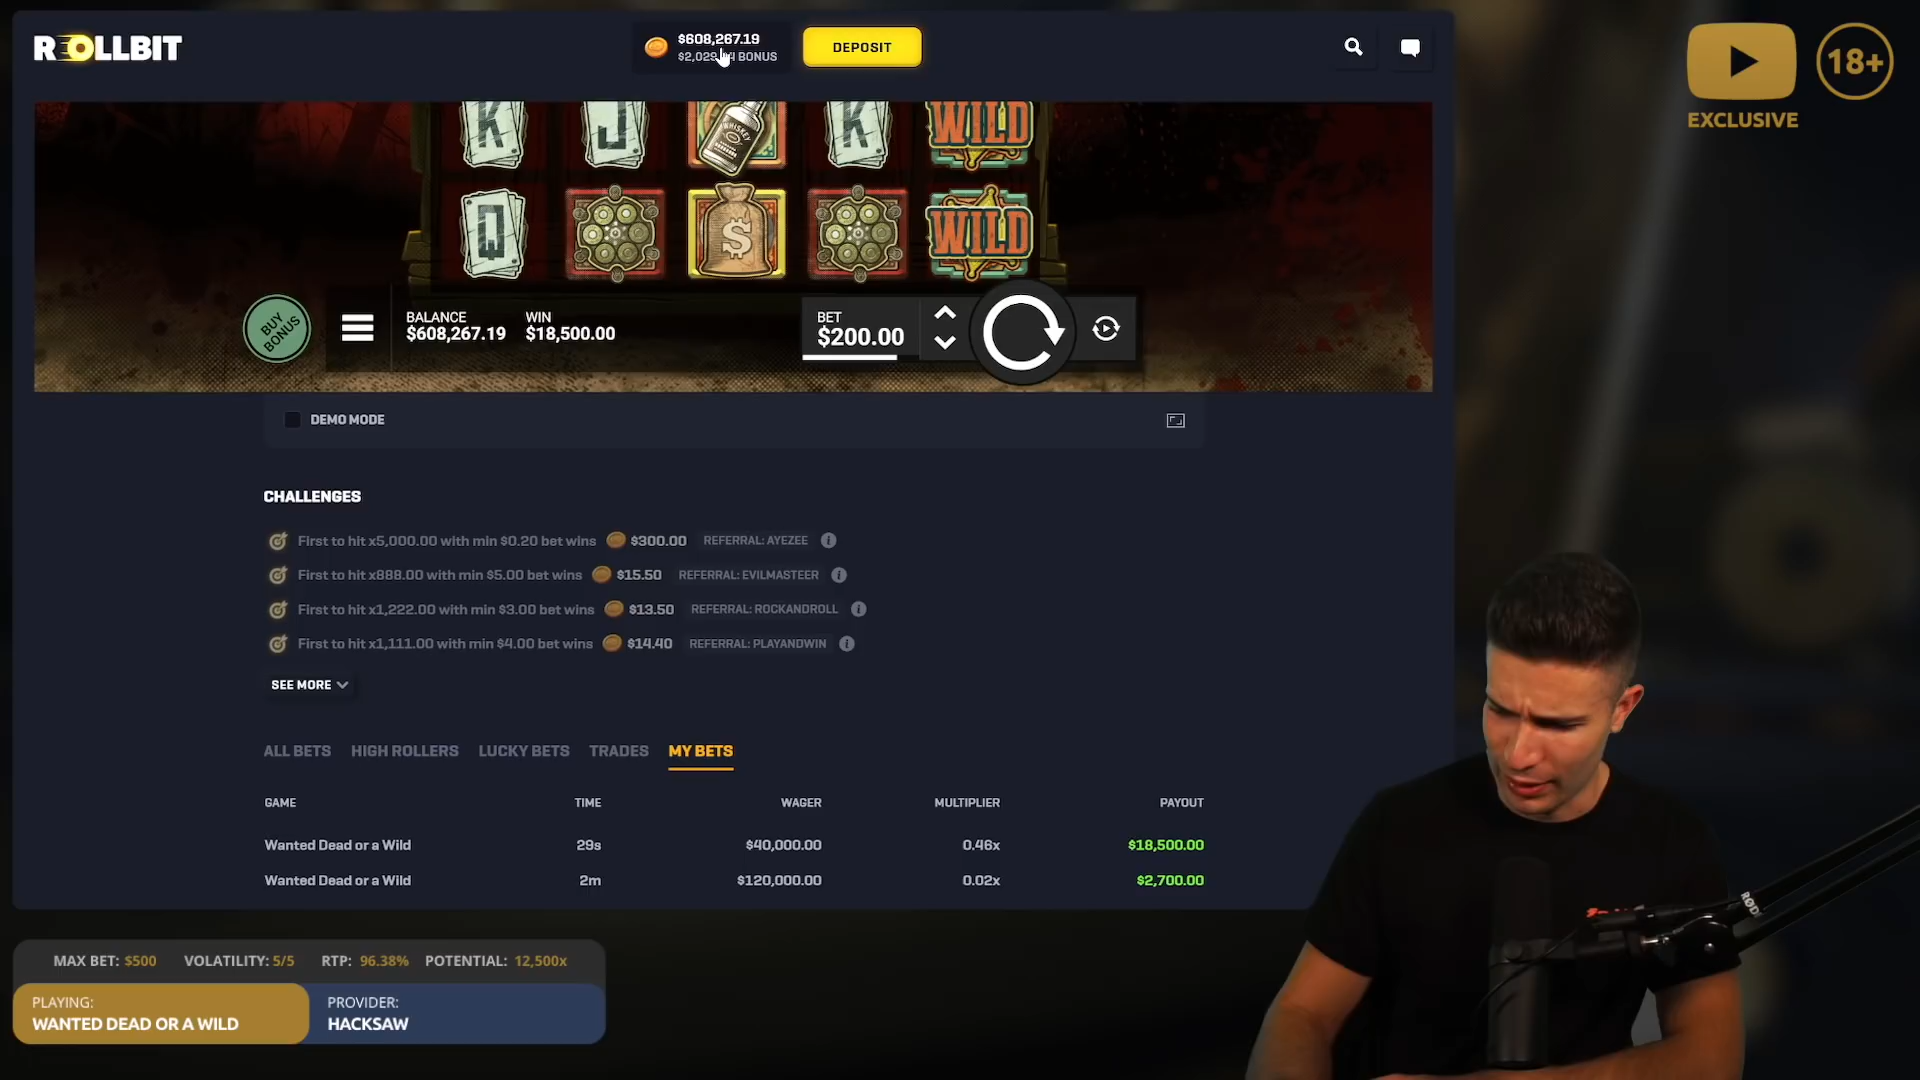 ROLLBIT
$608,267.19
BONUS
DEPOSIT
18+
EXCLUSIVE
K
J
WHISKEY
K
WILD
Q
$
WILD
BUY BONUS
BALANCE
$608,267.19
WIN
$18,500.00
BET
$200.00
DEMO MODE
CHALLENGES
First to hit x5,000.00 with min $0.20 bet wins $300.00 REFERRAL: AYEZEE
First to hit x888.00 with min $5.00 bet wins $15.50 REFERRAL: EVILMASTEER
First to hit x1,222.00 with min $3.00 bet wins $13.50 REFERRAL: ROCKANDROLL
First to hit x1,111.00 with min $4.00 bet wins $14.40 REFERRAL: PLAYANDWIN
SEE MORE
ALL BETS HIGH ROLLERS LUCKY BETS TRADES MY BETS
GAME TIME WAGER MULTIPLIER PAYOUT
Wanted Dead or a Wild 29s $40,000.00 0.46x $18,500.00
Wanted Dead or a Wild 2m $120,000.00 0.02x $2,700.00
RØDE
MAX BET: $500 VOLATILITY: 5/5 RTP: 96.38% POTENTIAL: 12,500x
PLAYING:
WANTED DEAD OR A WILD
PROVIDER:
HACKSAW